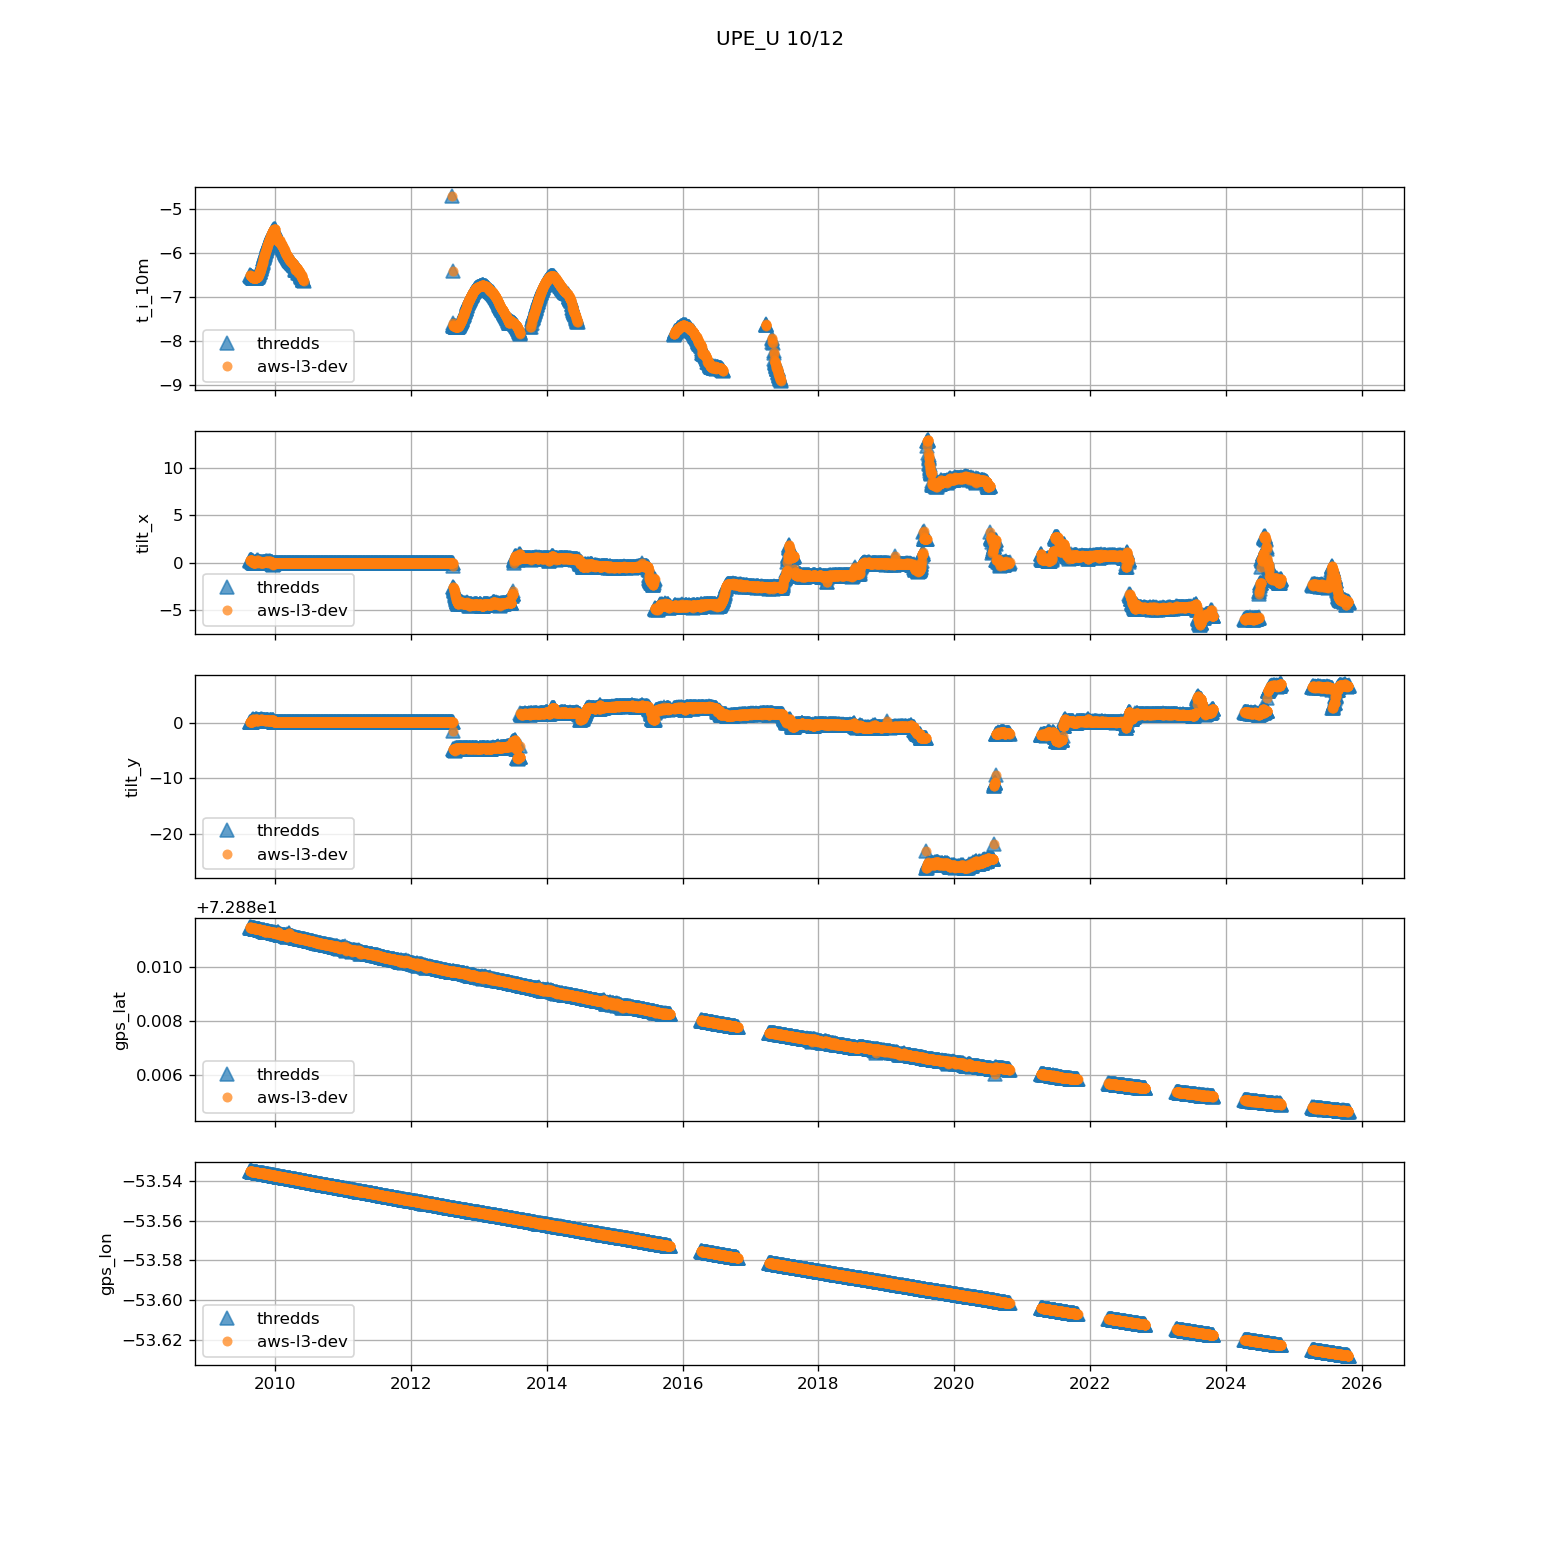 UPE_U 10/12
t_i_10m
−5
−6
−7
−8
−9
thredds
aws-l3-dev
tilt_x
10
5
0
−5
thredds
aws-l3-dev
tilt_y
0
−10
−20
thredds
aws-l3-dev
+7.288e1
gps_lat
0.010
0.008
0.006
thredds
aws-l3-dev
gps_lon
−53.54
−53.56
−53.58
−53.60
−53.62
thredds
aws-l3-dev
2010 2012 2014 2016 2018 2020 2022 2024 2026